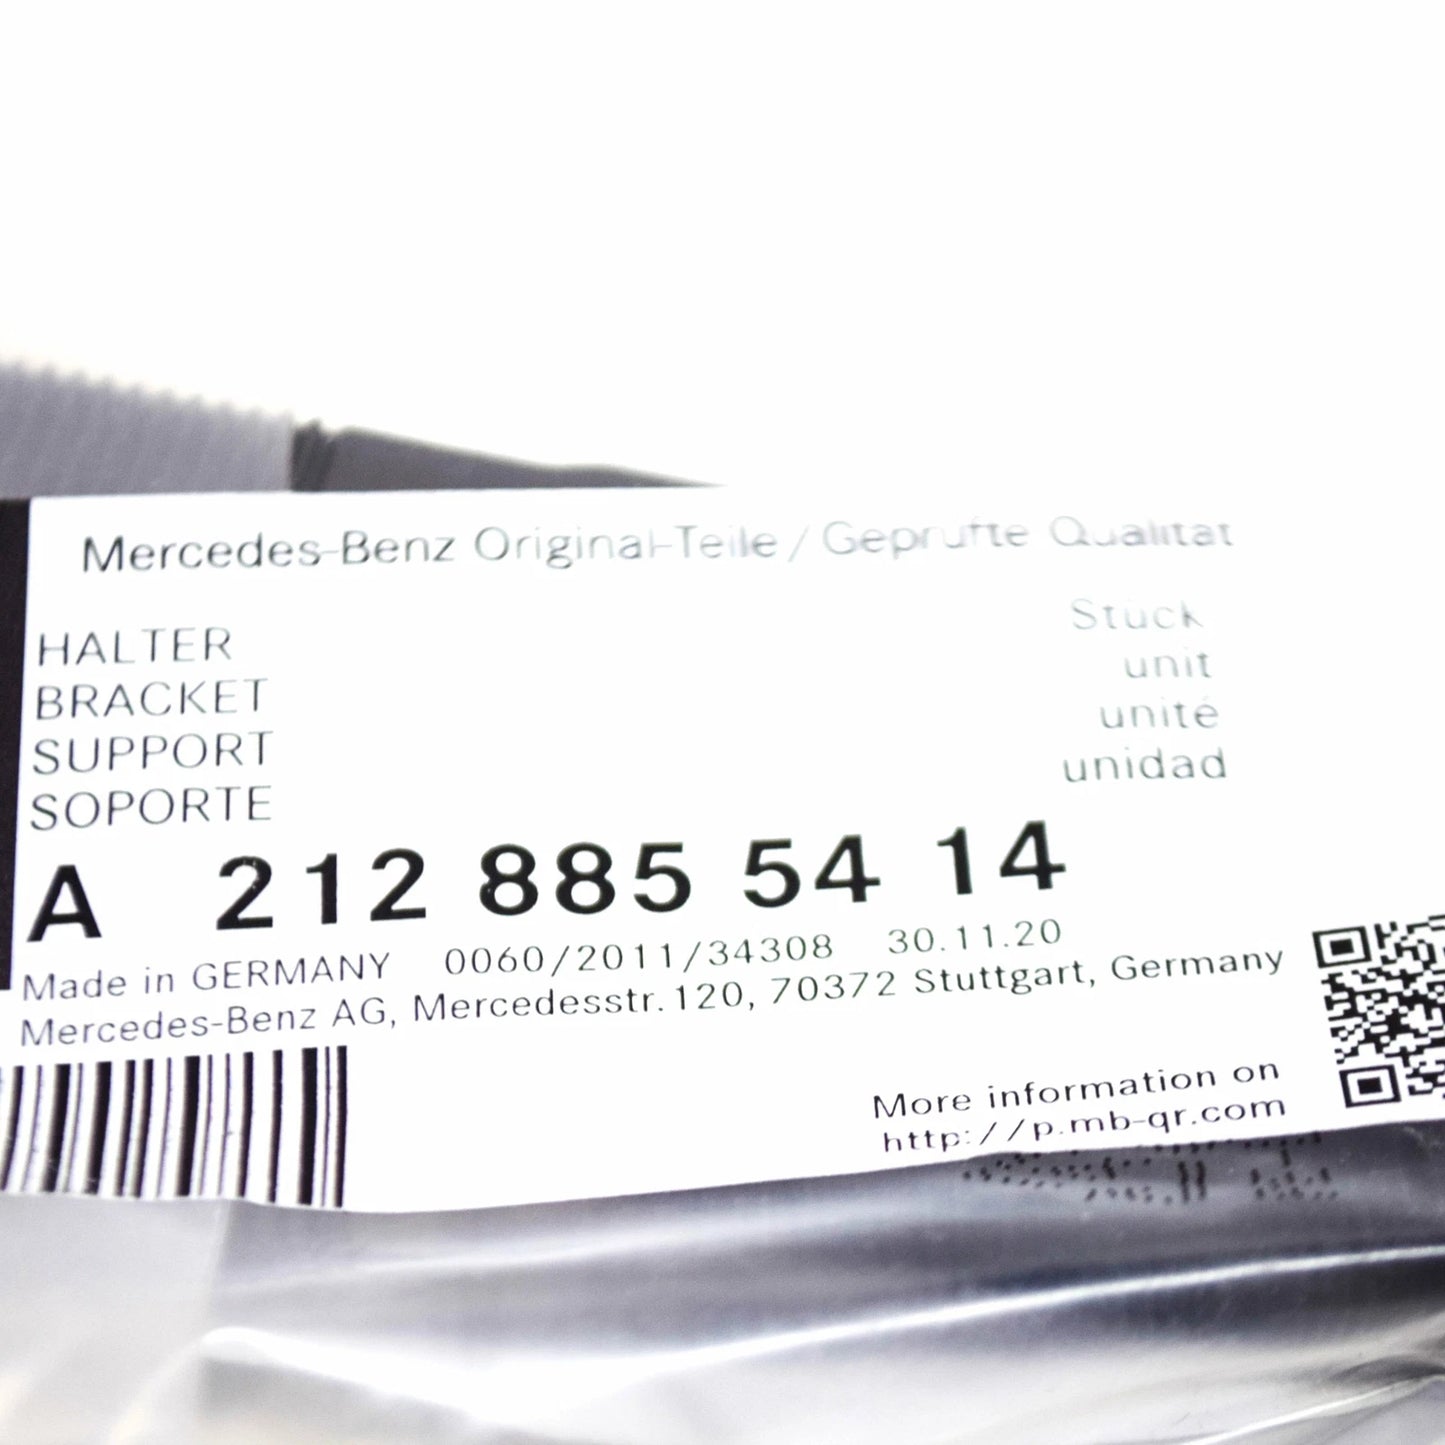 Mercedes-Benz Original-Teile / Geprüfte Qualität
HALTER
BRACKET
SUPPORT
SOPORTE
Stück
unit
unité
unidad
A 212 885 54 14
Made in GERMANY 0060/2011/34308 30.11.20
Mercedes-Benz AG, Mercedesstr. 120, 70372 Stuttgart, Germany
More information on
http://p.mb-qr.com